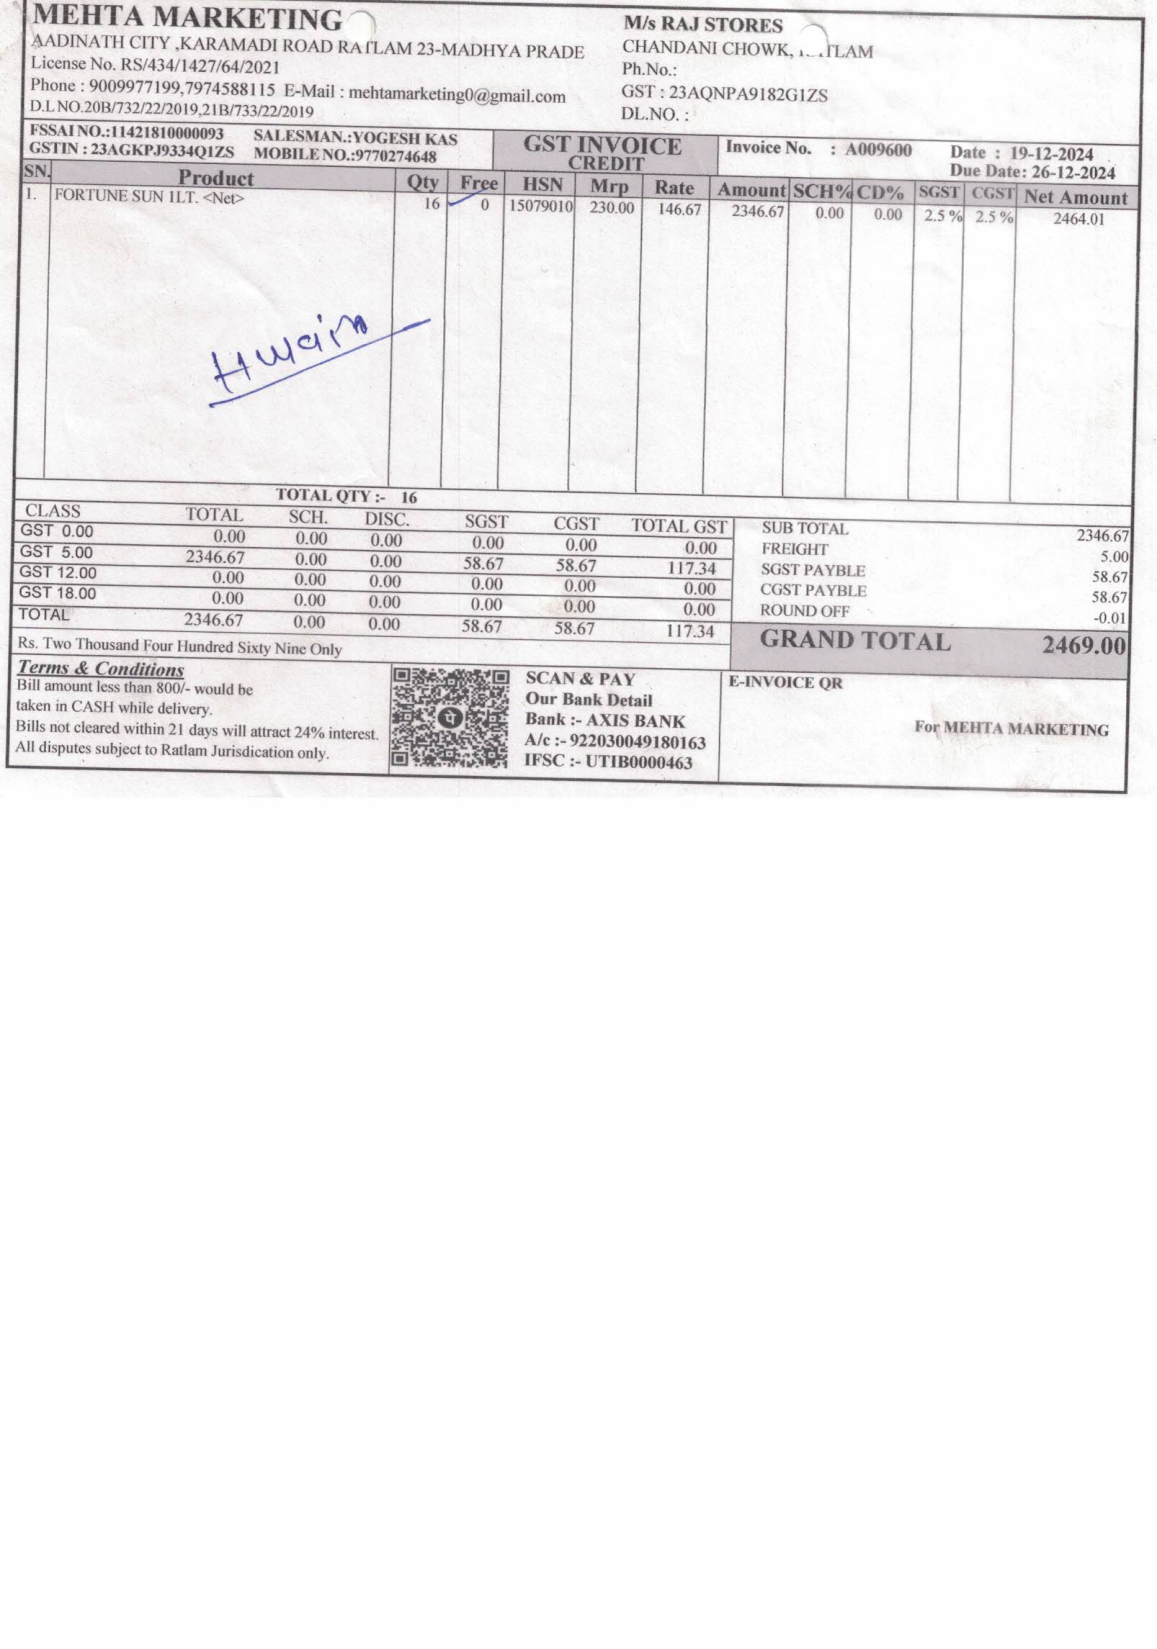 MEHTA MARKETING
AADINATH CITY ,KARAMADI ROAD RATLAM 23-MADHYA PRADE
License No. RS/434/1427/64/2021
Phone : 9009977199,7974588115 E-Mail : mehtamarketing0@gmail.com
D.L NO.20B/732/22/2019,21B/733/22/2019
M/s RAJ STORES
CHANDANI CHOWK,
Ph.No.:
GST : 23AQNPA9182G1ZS
DL.NO. :
FSSAI NO.:11421810000093 SALESMAN.:YOGESH KAS
GSTIN : 23AGKPJ9334Q1ZS MOBILE NO.:9770274648
GST INVOICE
CREDIT
Invoice No. : A009600
Date : 19-12-2024
Due Date: 26-12-2024
SN. Product Qty Free HSN Mrp Rate Amount SCH% CD% SGST CGST Net Amount
1. FORTUNE SUN 1LT. <Net> 16 0 15079010 230.00 146.67 2346.67 0.00 0.00 2.5 % 2.5 % 2464.01
TOTAL QTY :- 16
CLASS TOTAL SCH. DISC. SGST CGST TOTAL GST
GST 0.00 0.00 0.00 0.00 0.00 0.00 0.00
GST 5.00 2346.67 0.00 0.00 58.67 58.67 117.34
GST 12.00 0.00 0.00 0.00 0.00 0.00 0.00
GST 18.00 0.00 0.00 0.00 0.00 0.00 0.00
TOTAL 2346.67 0.00 0.00 58.67 58.67 117.34
SUB TOTAL 2346.67
FREIGHT 5.00
SGST PAYBLE 58.67
CGST PAYBLE 58.67
ROUND OFF -0.01
GRAND TOTAL 2469.00
Rs. Two Thousand Four Hundred Sixty Nine Only
Terms & Conditions
Bill amount less than 800/- would be
taken in CASH while delivery.
Bills not cleared within 21 days will attract 24% interest.
All disputes subject to Ratlam Jurisdication only.
SCAN & PAY
Our Bank Detail
Bank :- AXIS BANK
A/c :- 922030049180163
IFSC :- UTIB0000463
E-INVOICE QR
For MEHTA MARKETING